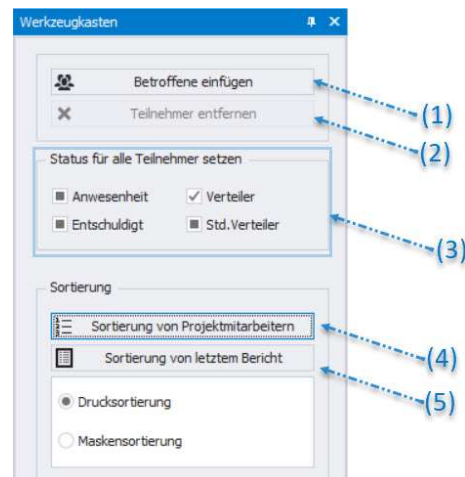 Werkzeugkasten
Betroffene einfügen
(1)
Teilnehmer entfernen
(2)
Status für alle Teilnehmer setzen
Anwesenheit Verteiler
Entschuldigt Std.Verteiler
(3)
Sortierung
Sortierung von Projektmitarbeitern
(4)
Sortierung von letztem Bericht
(5)
Drucksortierung
Maskensortierung